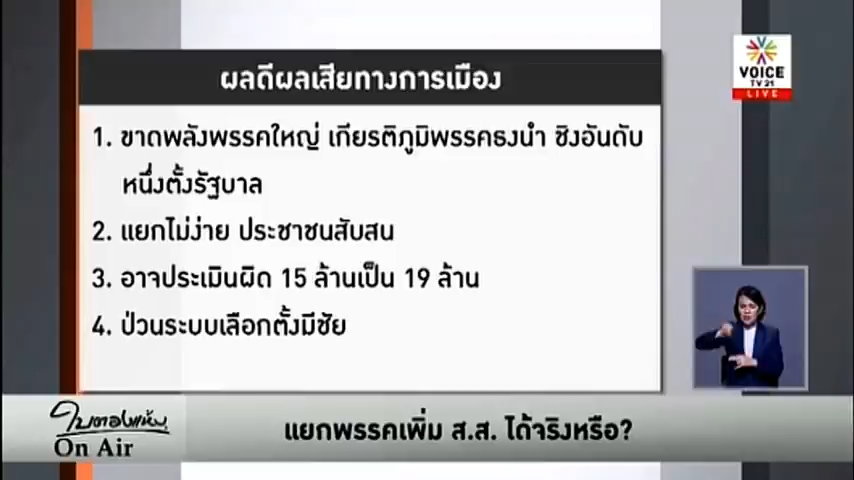 ผลดีผลเสียทางการเมือง
VOICE
TV 21
LIVE
1. ขาดพลังพรรคใหญ่ เกียรติภูมิพรรคธงนำ ชิงอันดับ
หนึ่งตั้งรัฐบาล
2. แยกไม่ง่าย ประชาชนสับสน
3. อาจประเมินผิด 15 ล้านเป็น 19 ล้าน
4. ป่วนระบบเลือกตั้งมีชัย
ใบตองแห้ง
On Air
แยกพรรคเพิ่ม ส.ส. ได้จริงหรือ?